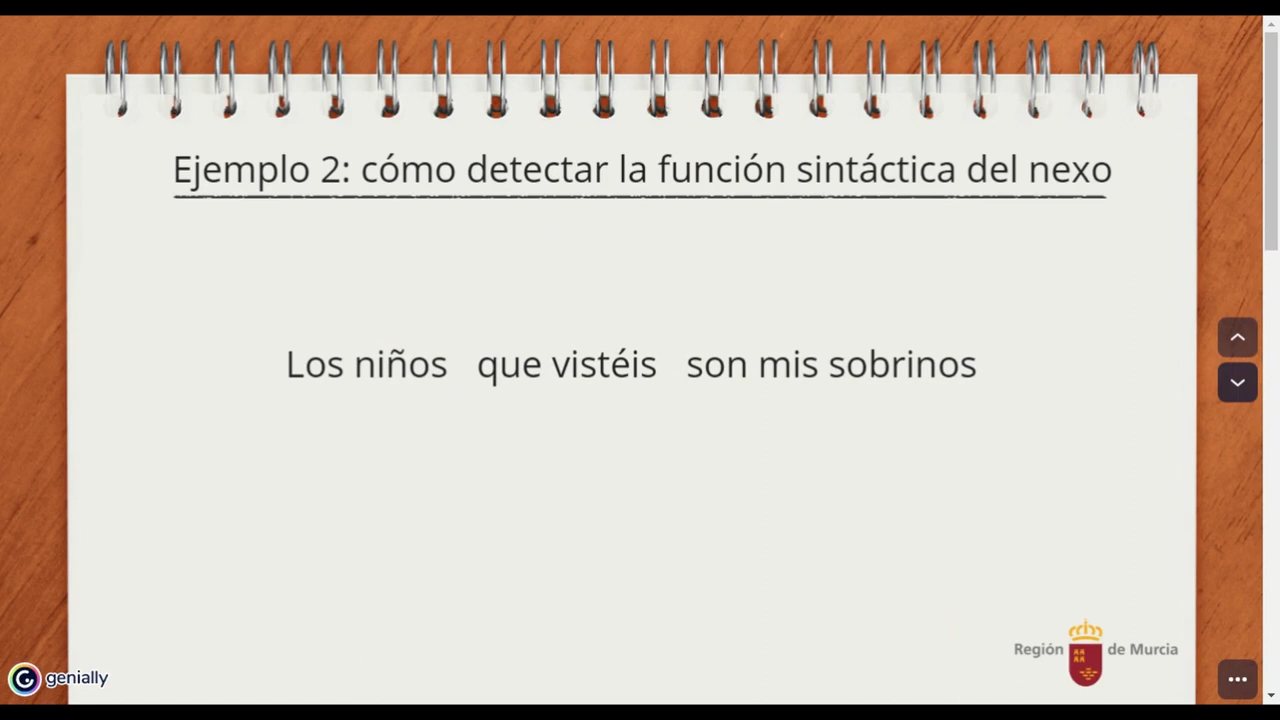 Ejemplo 2: cómo detectar la función sintáctica del nexo
Los niños que vistéis son mis sobrinos
Región de Murcia
genially